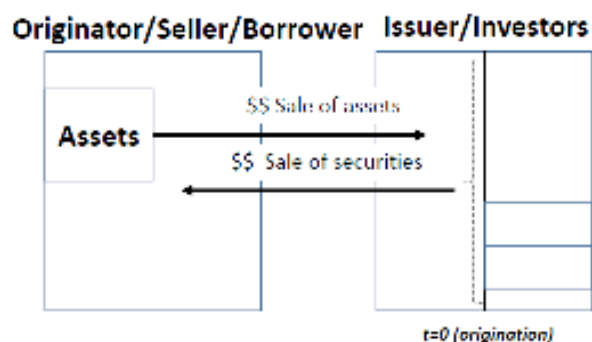 Originator/Seller/Borrower
Issuer/Investors
$$ Sale of assets
Assets
$$ Sale of securities
t=0 (origination)